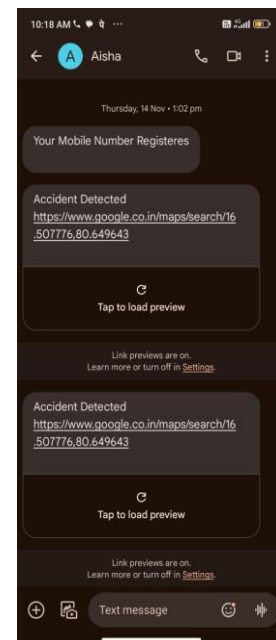 10:18 AM
A Aisha
Thursday, 14 Nov • 1:02 pm
Your Mobile Number Registeres
Accident Detected
https://www.google.co.in/maps/search/16
.507776,80.649643
Tap to load preview
Link previews are on.
Learn more or turn off in Settings.
Accident Detected
https://www.google.co.in/maps/search/16
.507776,80.649643
Tap to load preview
Link previews are on.
Learn more or turn off in Settings.
Text message